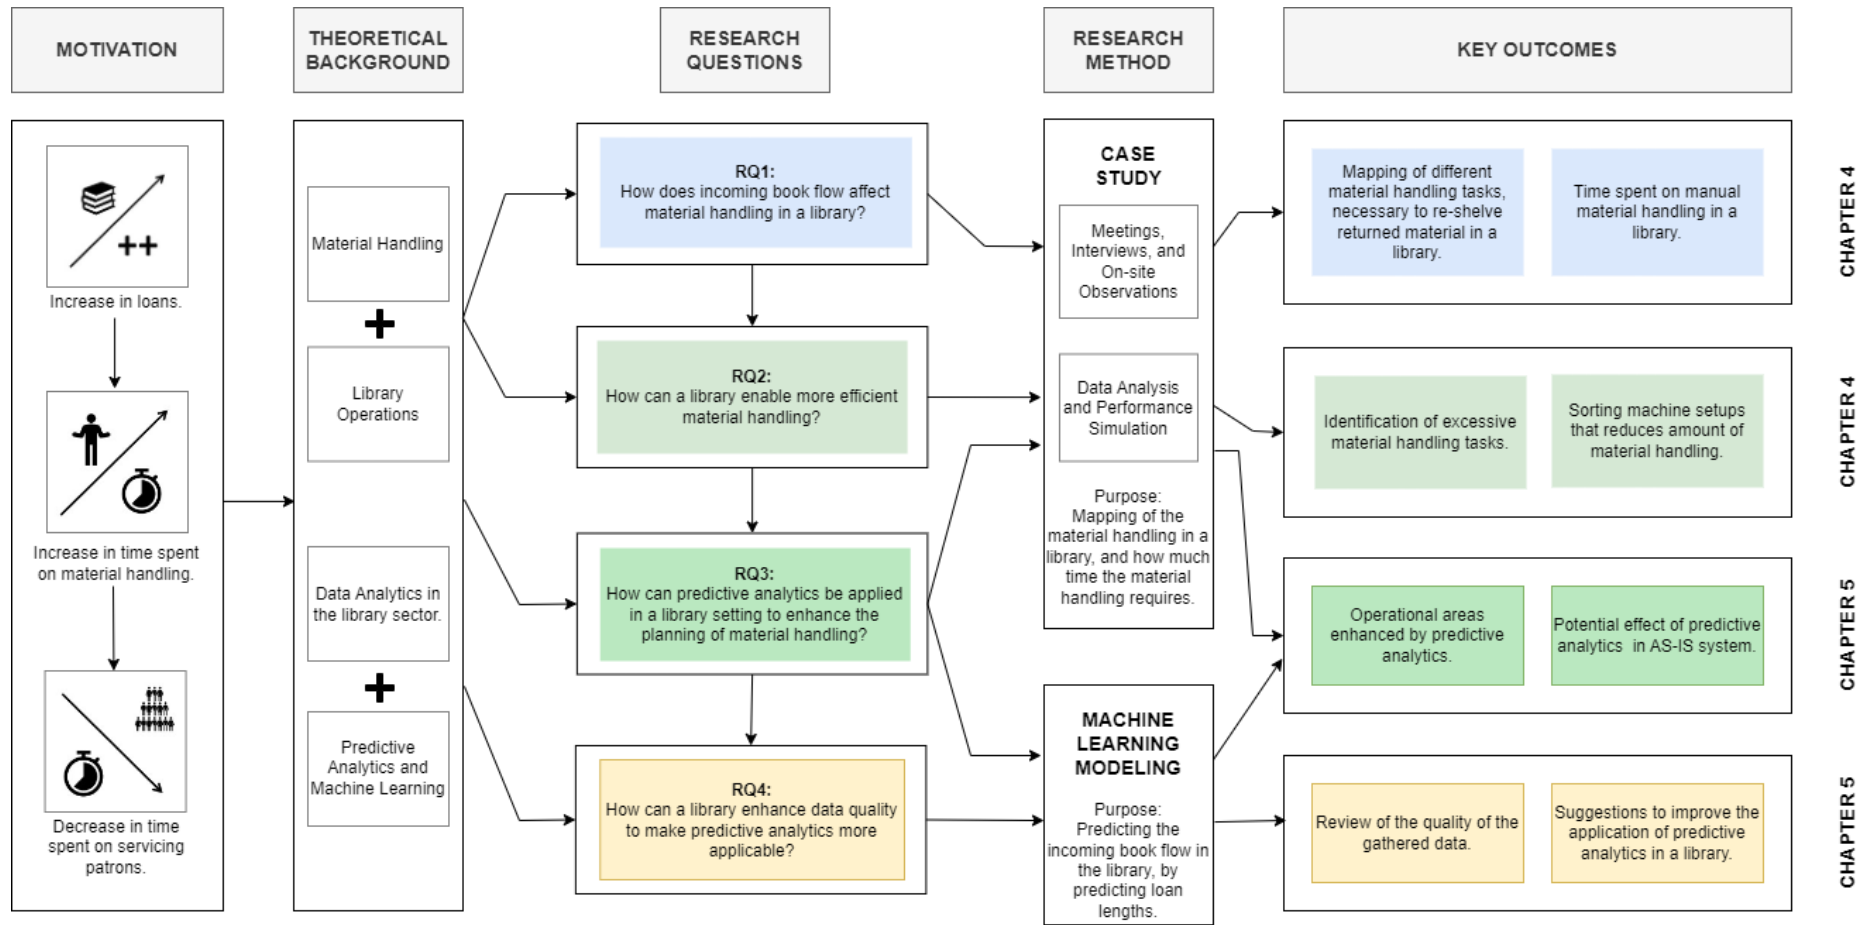 MOTIVATION
THEORETICAL
BACKGROUND
RESEARCH
QUESTIONS
RESEARCH
METHOD
KEY OUTCOMES
++
Increase in loans.
Increase in time spent
on material handling.
Decrease in time
spent on servicing
patrons.
Material Handling
+
Library
Operations
Data Analytics in
the library sector.
+
Predictive
Analytics and
Machine Learning
RQ1:
How does incoming book flow affect
material handling in a library?
RQ2:
How can a library enable more efficient
material handling?
RQ3:
How can predictive analytics be applied
in a library setting to enhance the
planning of material handling?
RQ4:
How can a library enhance data quality
to make predictive analytics more
applicable?
CASE
STUDY
Meetings,
Interviews, and
On-site
Observations
Data Analysis
and Performance
Simulation
Purpose:
Mapping of the
material handling in a
library, and how much
time the material
handling requires.
MACHINE
LEARNING
MODELING
Purpose:
Predicting the
incoming book flow in
the library, by
predicting loan
lengths.
Mapping of different
material handling tasks,
necessary to re-shelve
returned material in a
library.
Time spent on manual
material handling in a
library.
CHAPTER 4
Identification of excessive
material handling tasks.
Sorting machine setups
that reduces amount of
material handling.
CHAPTER 4
Operational areas
enhanced by predictive
analytics.
Potential effect of predictive
analytics in AS-IS system.
CHAPTER 5
Review of the quality of the
gathered data.
Suggestions to improve the
application of predictive
analytics in a library.
CHAPTER 5